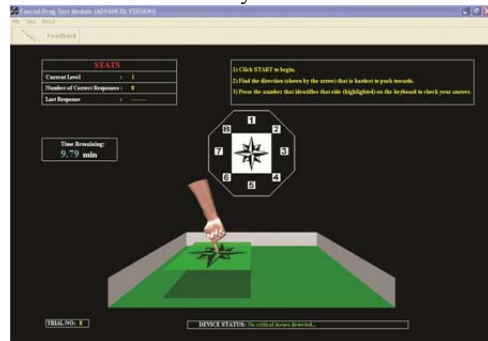 Fascial Drag Test Module (ADVANCED VERSION)
File View About
Feedback
STATS
Current Level : 1
Number of Correct Responses : 0
Last Response : ------
1) Click START to begin.
2) Find the direction (shown by the arrow) that is hardest to push towards.
3) Press the number that identifier that side (highlighted) on the keyboard to check your answer.
Time Remaining:
9.79 min
1
8 2
7 3
6 4
5
TRIAL NO: 0
DEVICE STATUS: No critical issues detected...